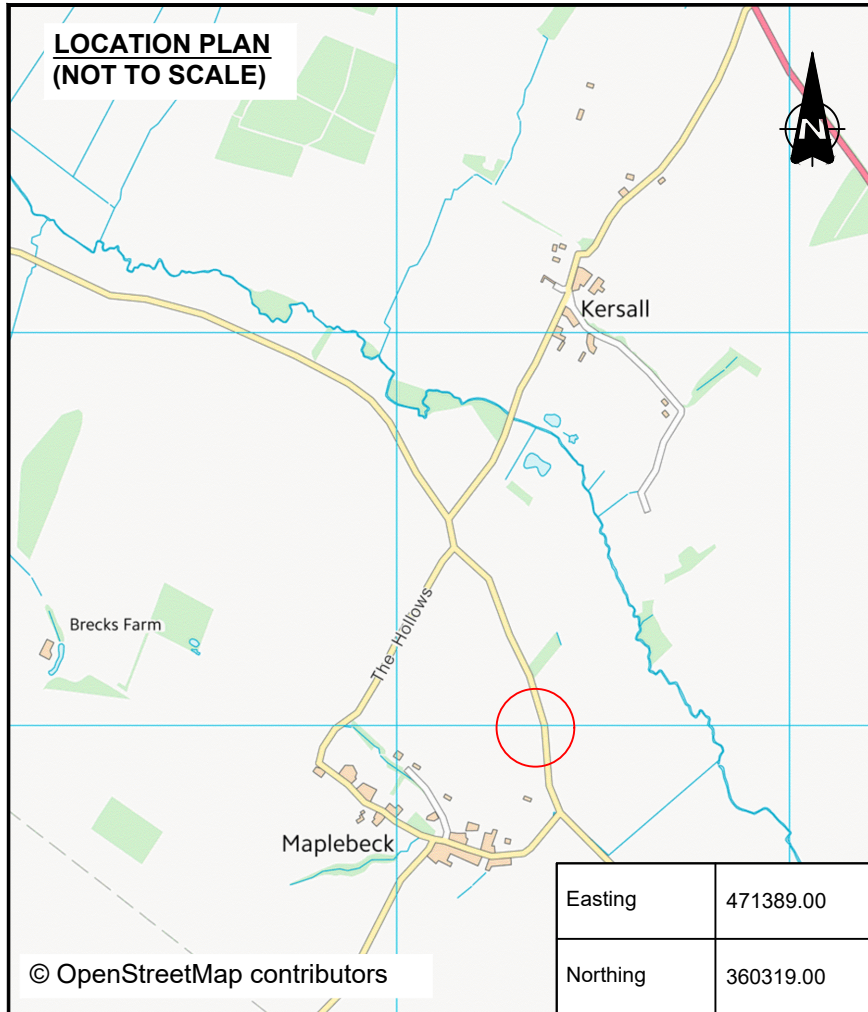 LOCATION PLAN
(NOT TO SCALE)
N
Kersall
The Hollows
Brecks Farm
Maplebeck
Easting 471389.00
Northing 360319.00
© OpenStreetMap contributors